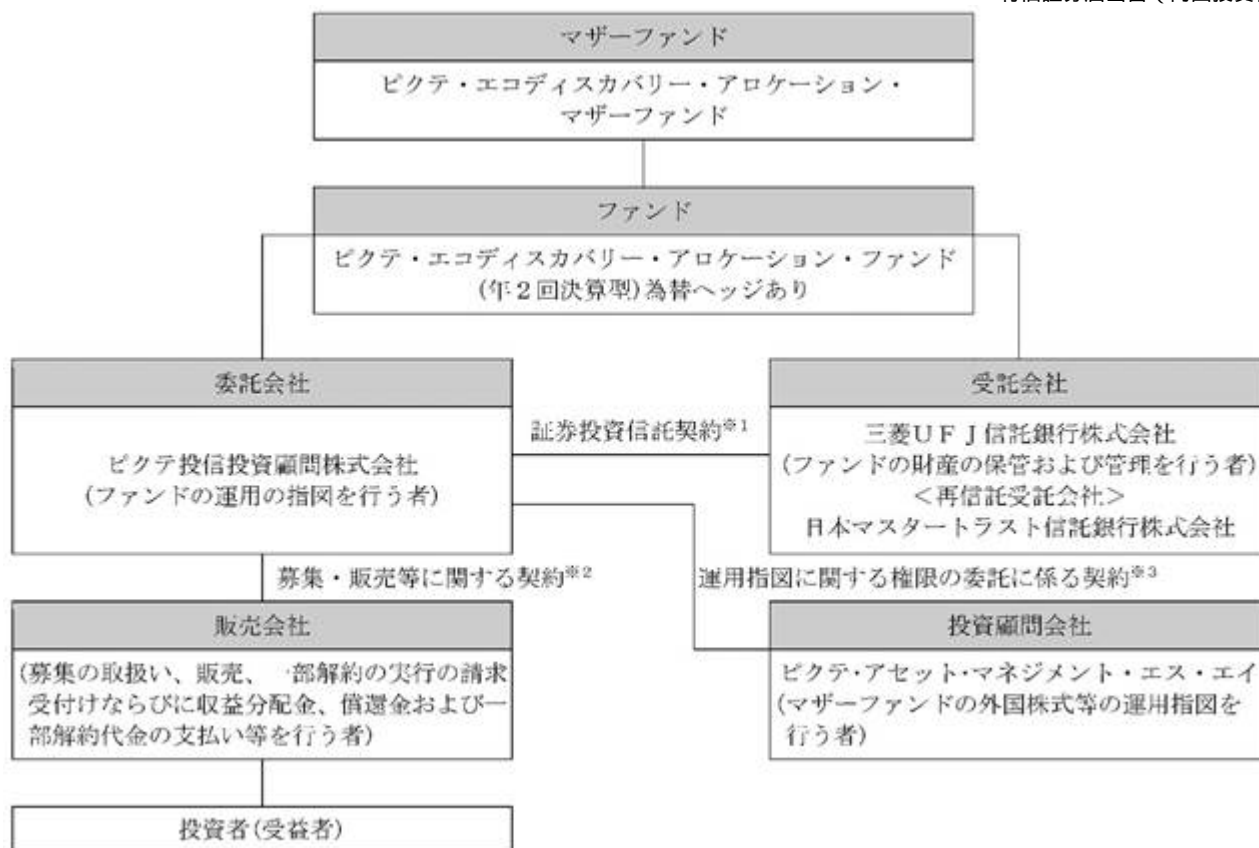 マザーファンド
ピクテ・エコディスカバリー・アロケーション・
マザーファンド
ファンド
ピクテ・エコディスカバリー・アロケーション・ファンド
(年２回決算型)為替ヘッジあり
委託会社
ピクテ投信投資顧問株式会社
(ファンドの運用の指図を行う者)
証券投資信託契約※1
受託会社
三菱ＵＦＪ信託銀行株式会社
(ファンドの財産の保管および管理を行う者)
＜再信託受託会社＞
日本マスタートラスト信託銀行株式会社
募集・販売等に関する契約※2
運用指図に関する権限の委託に係る契約※3
販売会社
(募集の取扱い、販売、一部解約の実行の請求
受付けならびに収益分配金、償還金および一
部解約代金の支払い等を行う者)
投資顧問会社
ピクテ・アセット・マネジメント・エス・エイ
(マザーファンドの外国株式等の運用指図を
行う者)
投資者(受益者)